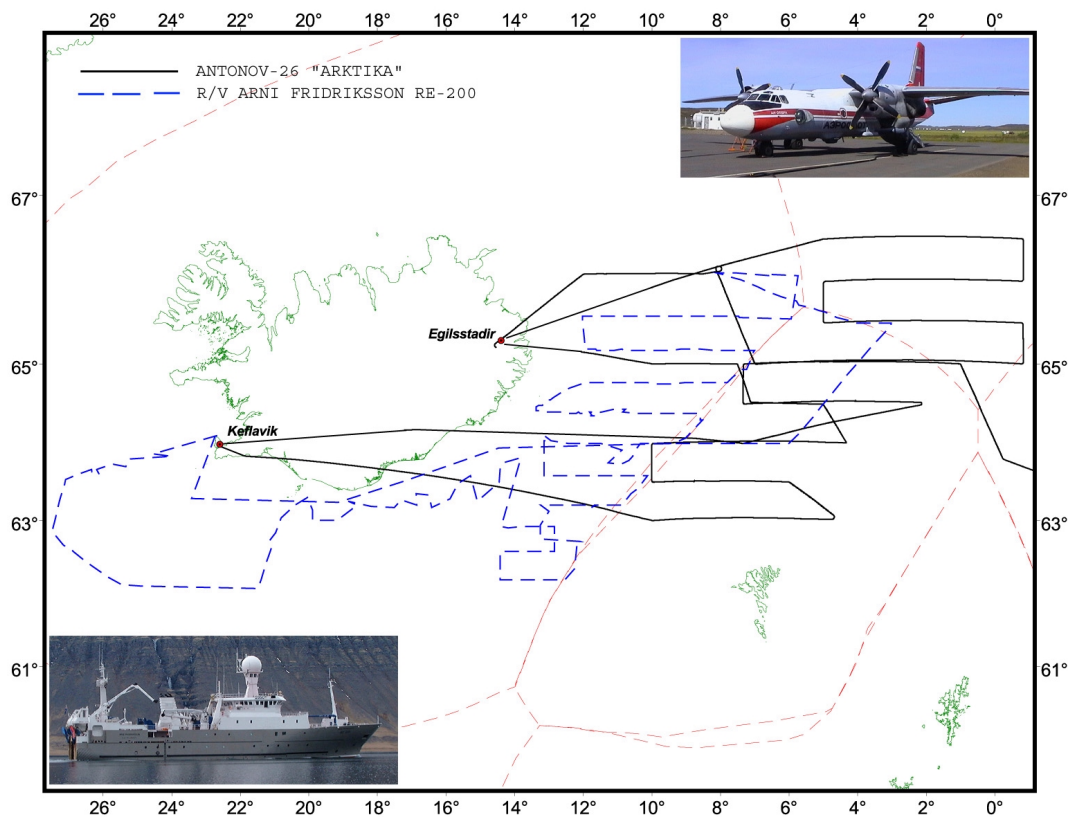 26° 24° 22° 20° 18° 16° 14° 12° 10° 8° 6° 4° 2° 0°
ANTONOV-26 "ARKTIKA"
R/V ARNI FRIDRIKSSON RE-200
67° 67°
Egilsstadir
65° 65°
Keflavik
63° 63°
61° 61°
26° 24° 22° 20° 18° 16° 14° 12° 10° 8° 6° 4° 2° 0°